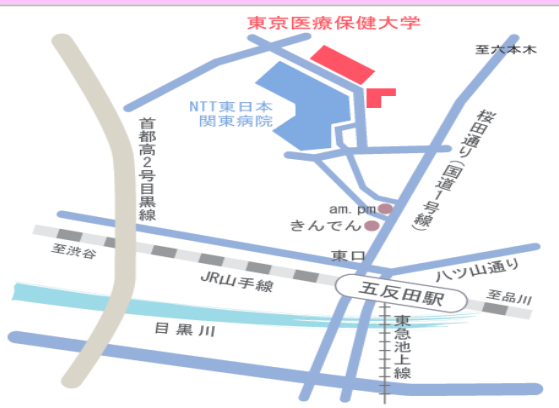 東京医療保健大学
至六本木
NTT東日本
関東病院
首都高2号目黒線
桜田通り(国道1号線)
am.pm
きんでん
東口
八ツ山通り
至渋谷
JR山手線
五反田駅
至品川
目黒川
東急池上線